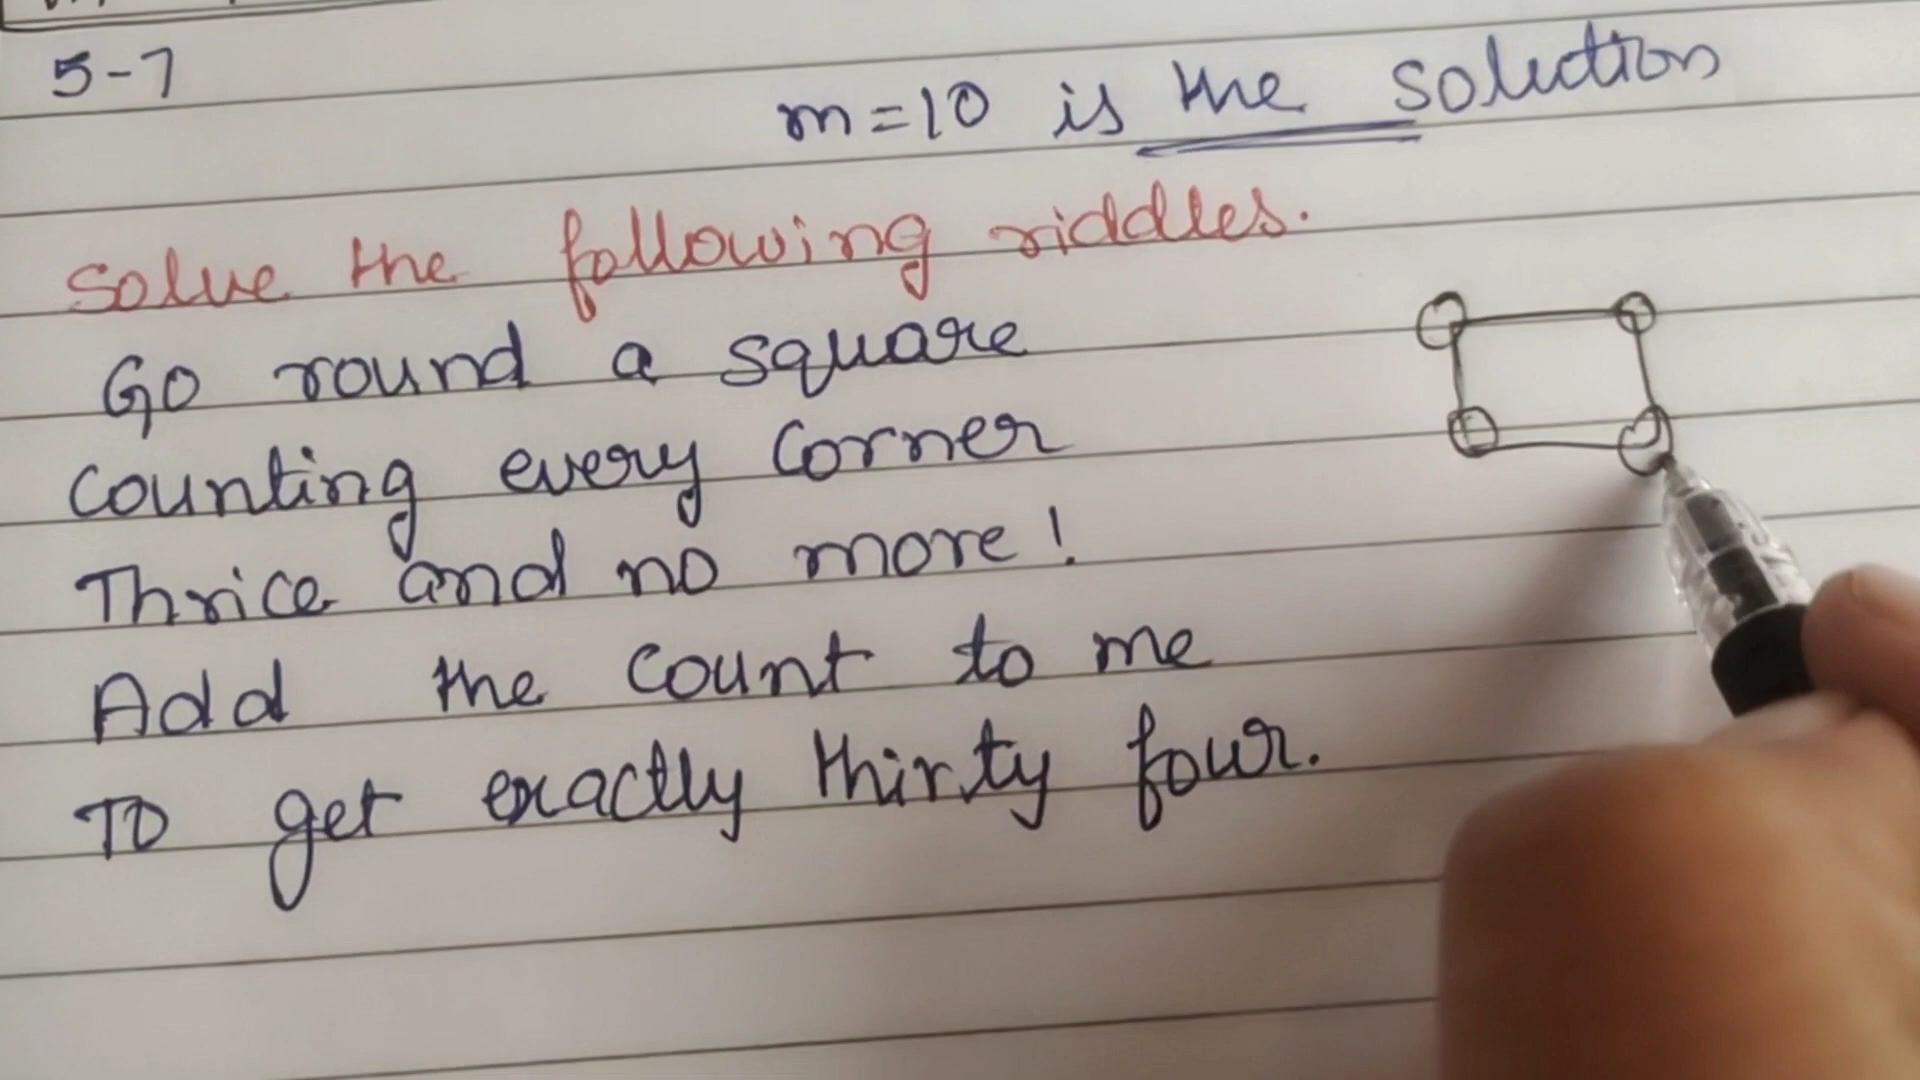 5-7
m=10 is the solution
Solve the following riddles.
Go round a square
Counting every corner
Thrice and no more!
Add the count to me
To get exactly thirty four.